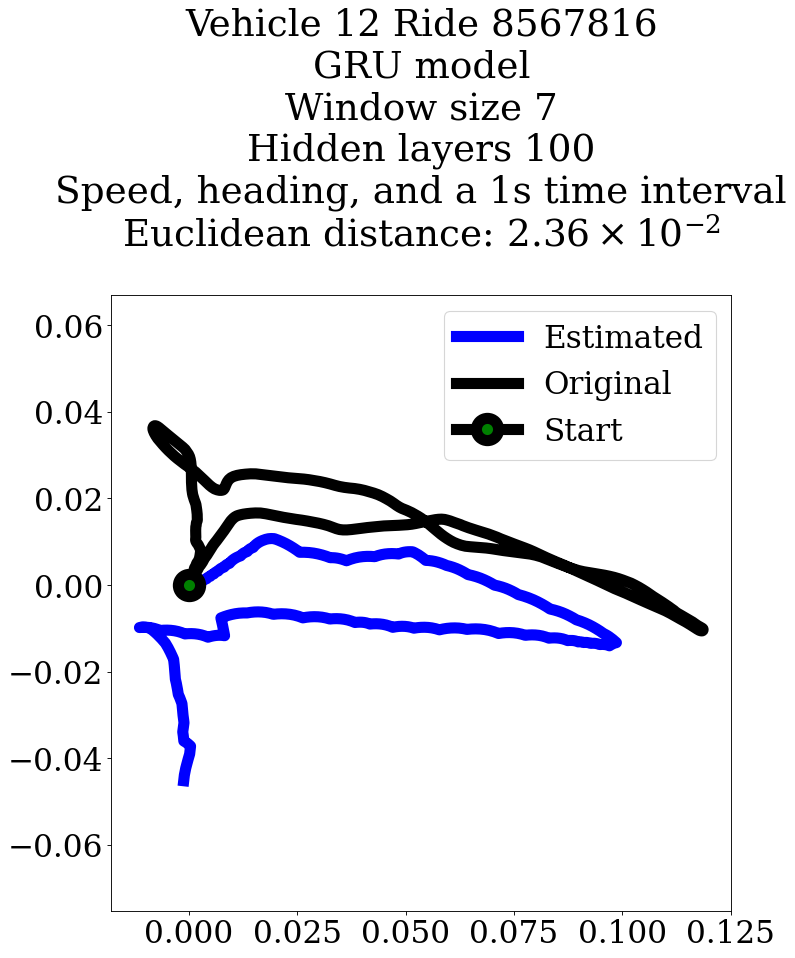 Vehicle 12 Ride 8567816
GRU model
Window size 7
Hidden layers 100
Speed, heading, and a 1s time interval
Euclidean distance: 2.36 × 10⁻²
Estimated
Original
Start
0.06
0.04
0.02
0.00
−0.02
−0.04
−0.06
0.000 0.025 0.050 0.075 0.100 0.125